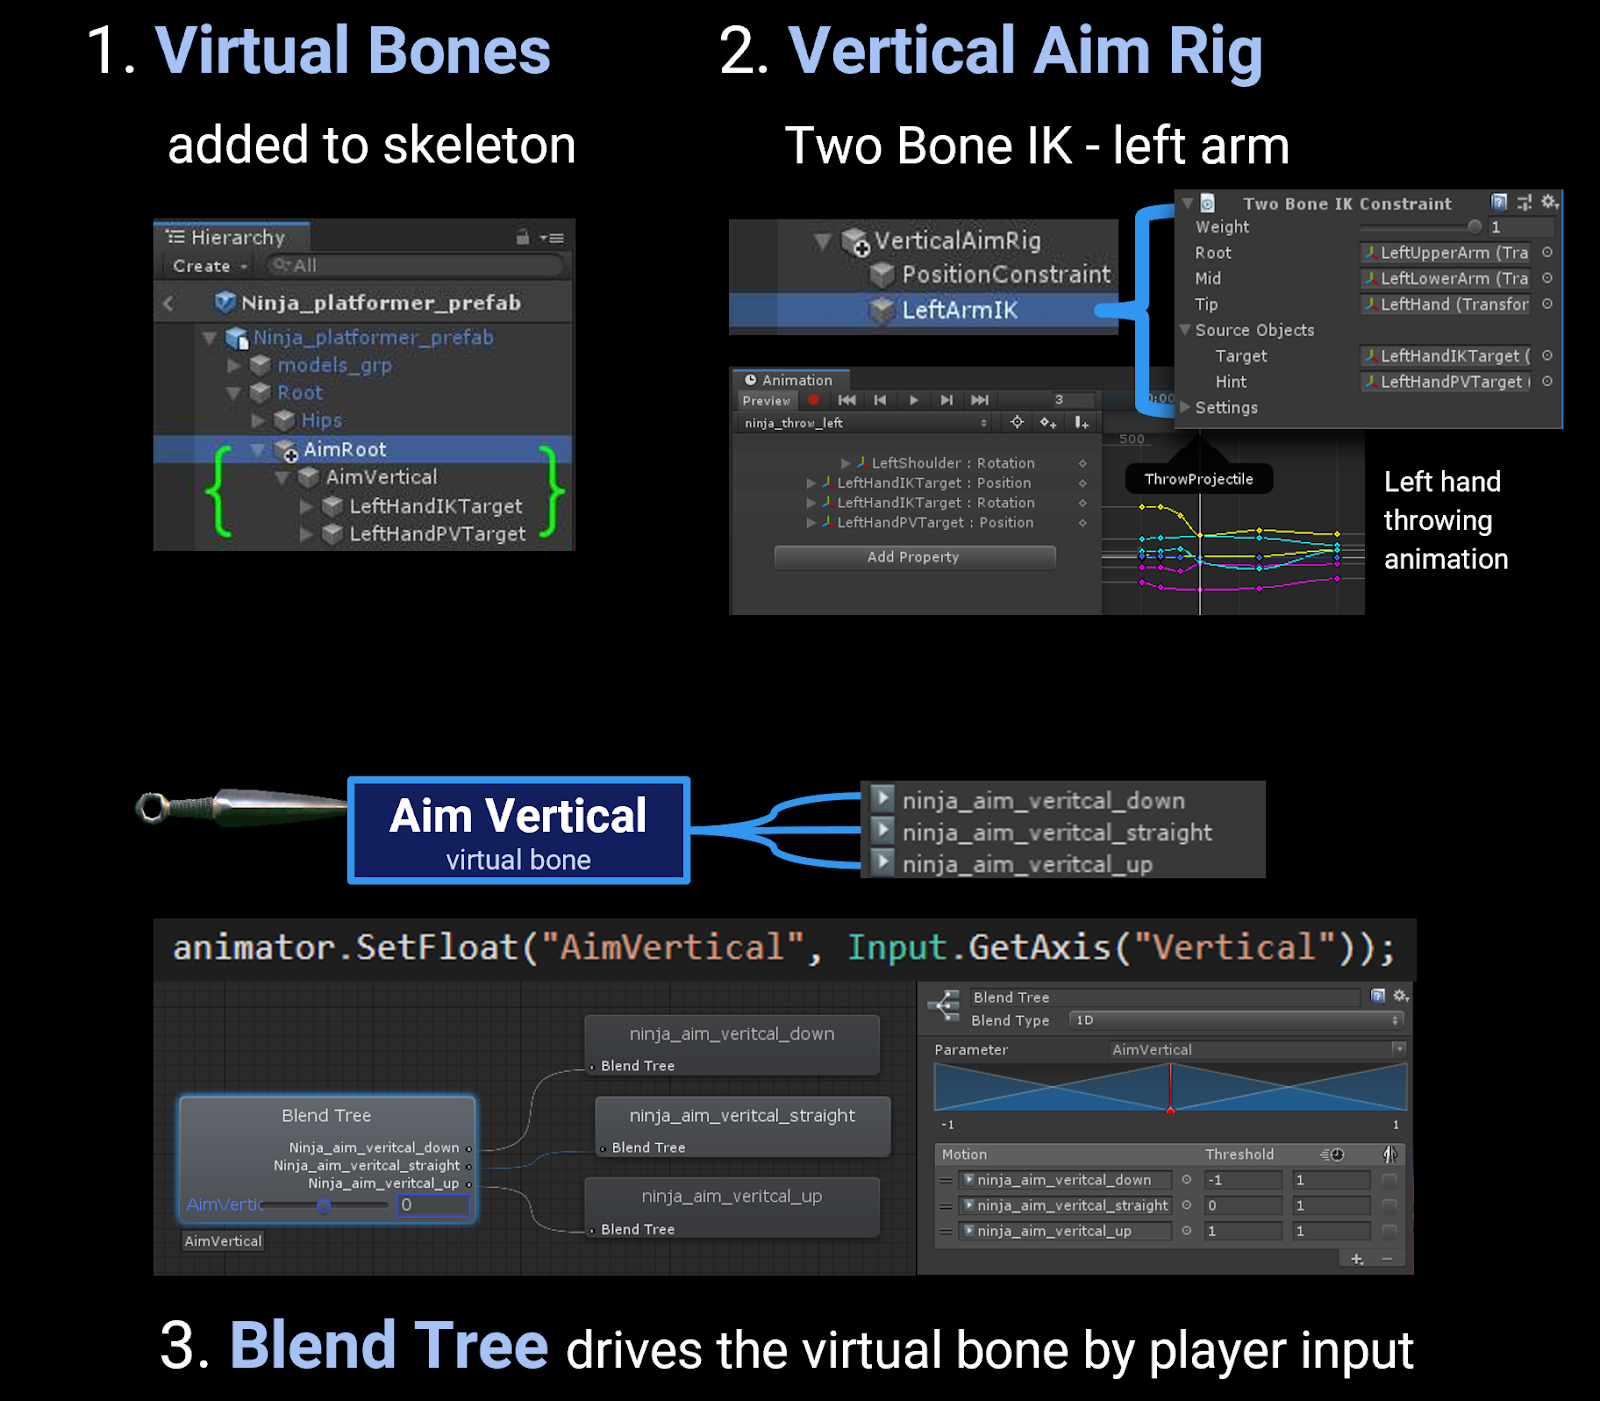 1. Virtual Bones
added to skeleton
Hierarchy
Create
All
Ninja_platformer_prefab
Ninja_platformer_prefab
models_grp
Root
Hips
AimRoot
AimVertical
LeftHandIKTarget
LeftHandPVTarget
2. Vertical Aim Rig
Two Bone IK - left arm
VerticalAimRig
PositionConstraint
LeftArmIK
Two Bone IK Constraint
Weight 1
Root LeftUpperArm (Tra
Mid LeftLowerArm (Tra
Tip LeftHand (Transfor
Source Objects
Target LeftHandIKTarget (
Hint LeftHandPVTarget (
Settings
Animation
Preview 3 0:00
ninja_throw_left
500
LeftShoulder : Rotation
LeftHandIKTarget : Position
LeftHandIKTarget : Rotation
LeftHandPVTarget : Position
Add Property
ThrowProjectile
Left hand
throwing
animation
Aim Vertical
virtual bone
ninja_aim_veritcal_down
ninja_aim_veritcal_straight
ninja_aim_veritcal_up
animator.SetFloat("AimVertical", Input.GetAxis("Vertical"));
Blend Tree
Ninja_aim_veritcal_down
Ninja_aim_veritcal_straight
Ninja_aim_veritcal_up
AimVertic 0
AimVertical
ninja_aim_veritcal_down
Blend Tree
ninja_aim_veritcal_straight
Blend Tree
ninja_aim_veritcal_up
Blend Tree
Blend Tree
Blend Type 1D
Parameter AimVertical
-1 1
Motion Threshold
ninja_aim_veritcal_down -1 1
ninja_aim_veritcal_straight 0 1
ninja_aim_veritcal_up 1 1
3. Blend Tree drives the virtual bone by player input